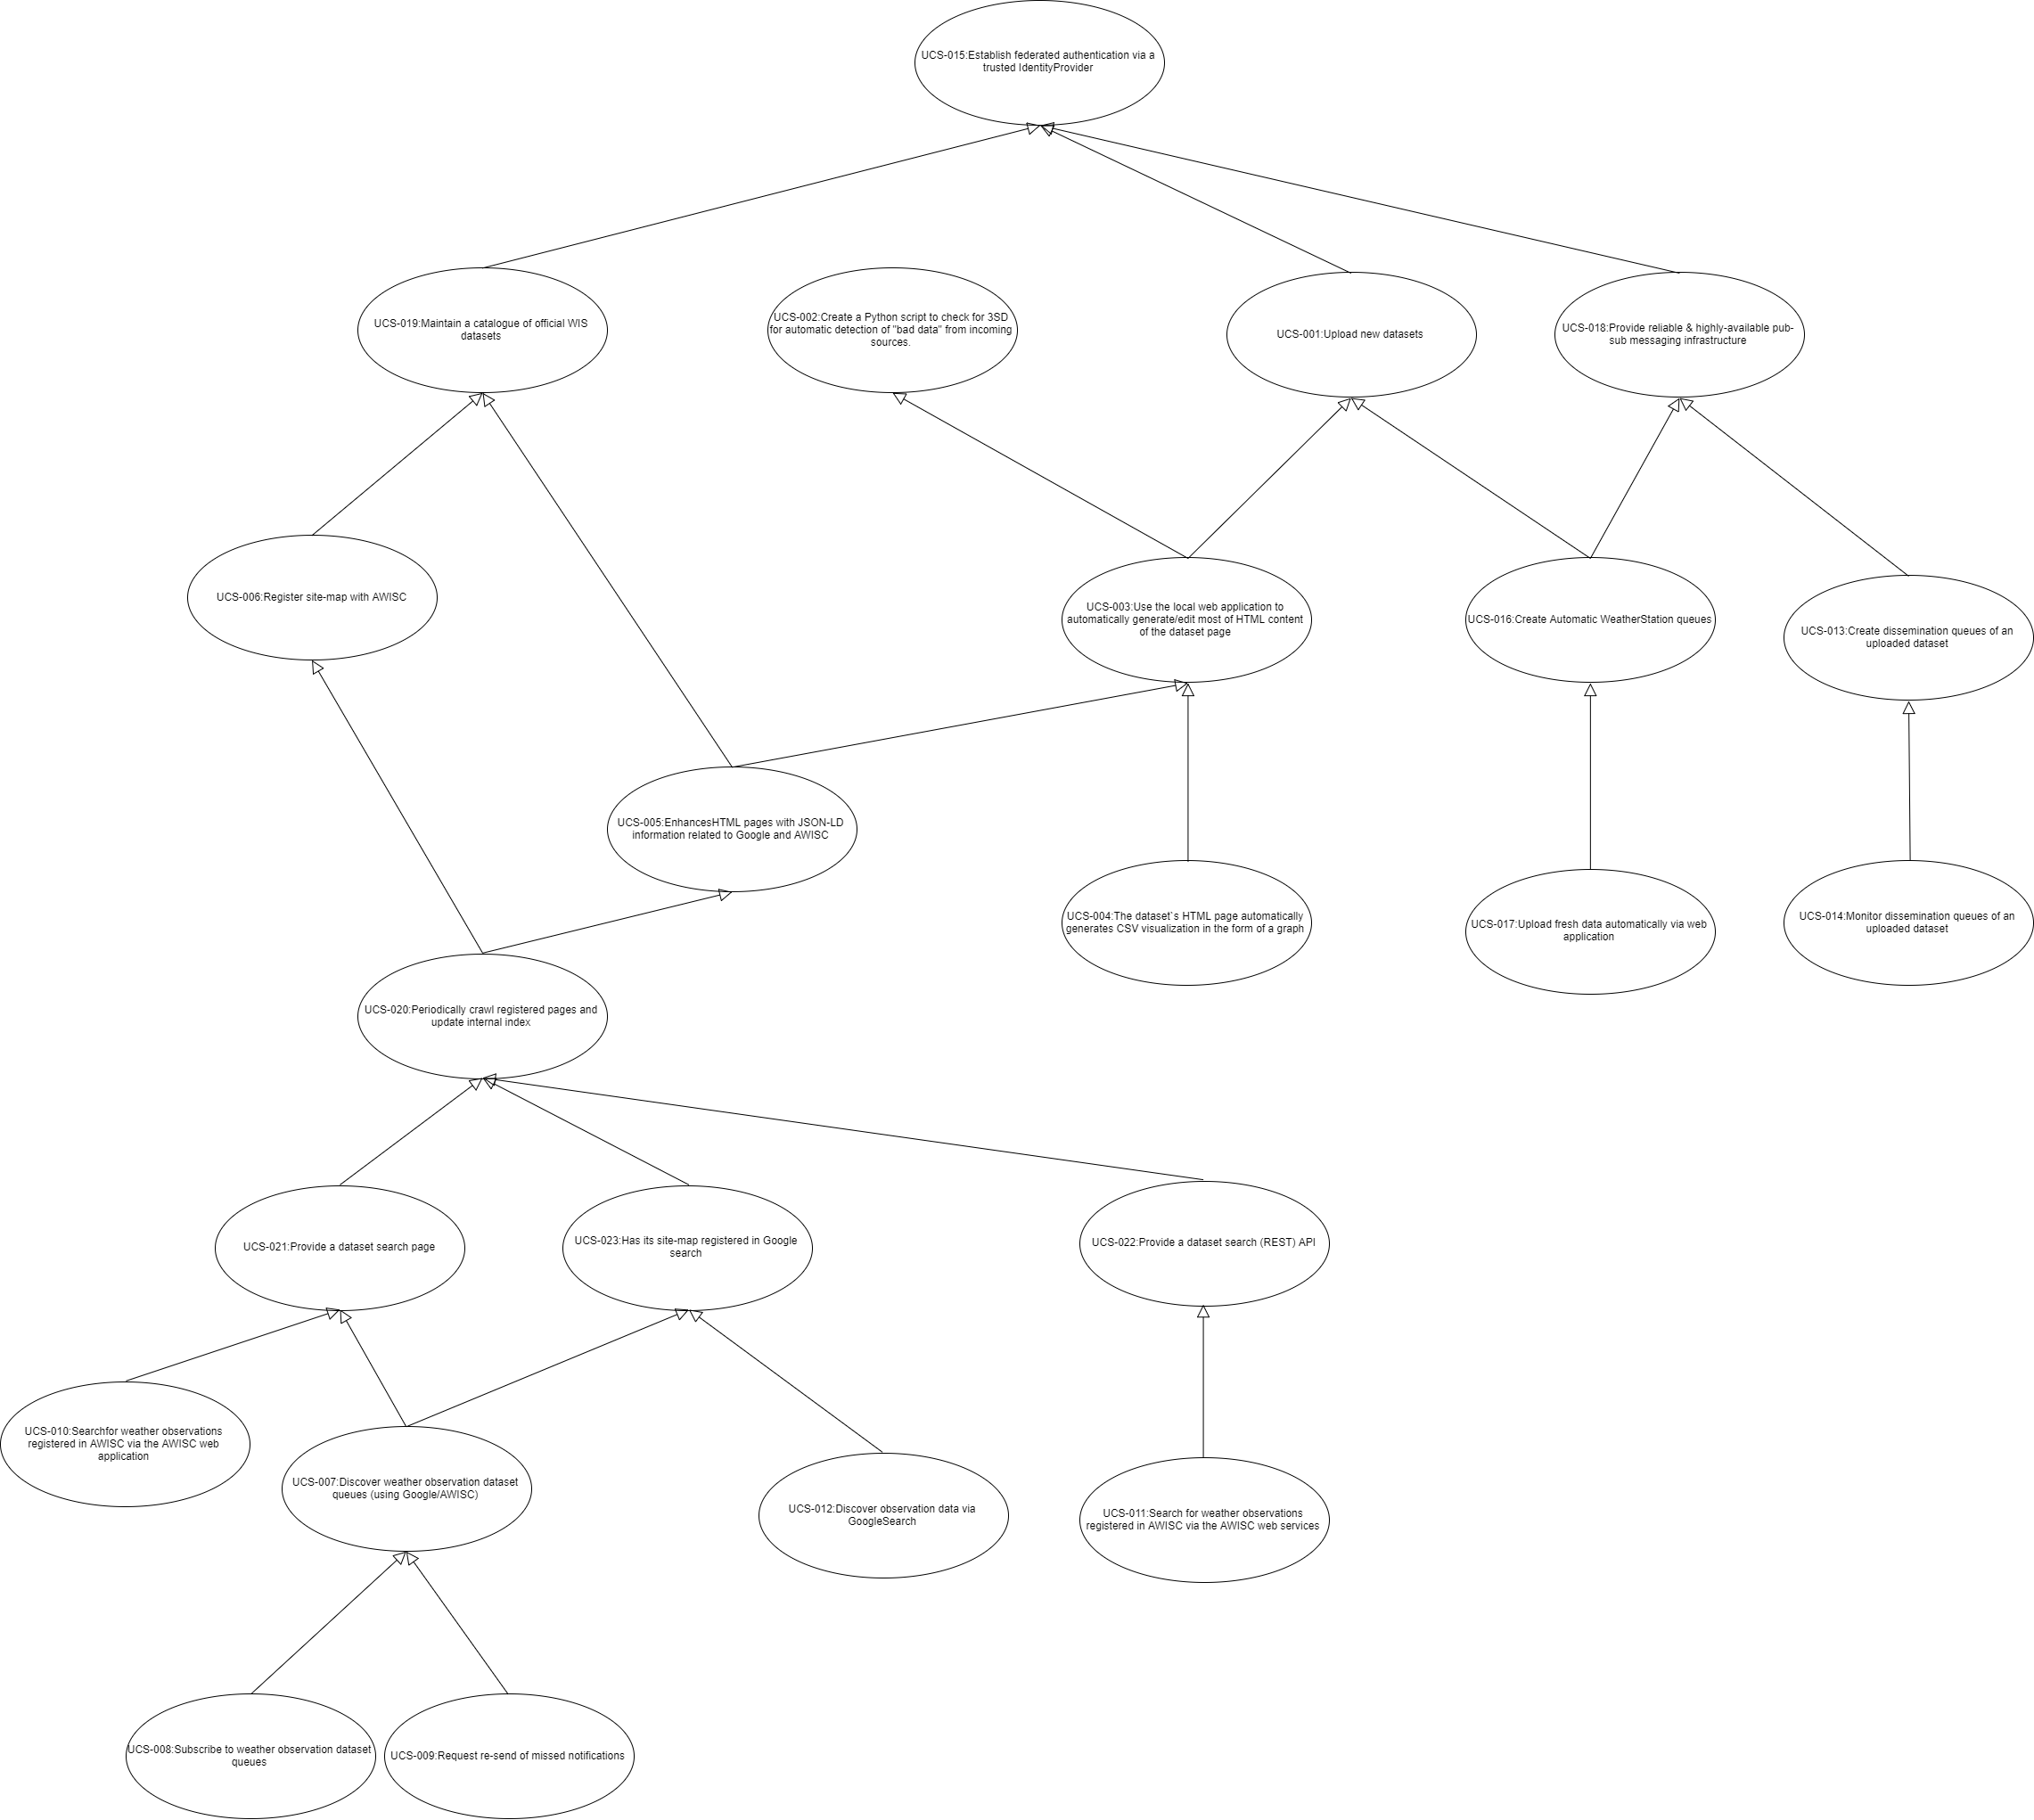 UCS-015:Establish federated authentication via a
trusted IdentityProvider
UCS-019:Maintain a catalogue of official WIS
datasets
UCS-002:Create a Python script to check for 3SD
for automatic detection of "bad data" from incoming
sources.
UCS-001:Upload new datasets
UCS-018:Provide reliable & highly-available pub-
sub messaging infrastructure
UCS-006:Register site-map with AWISC
UCS-003:Use the local web application to
automatically generate/edit most of HTML content
of the dataset page
UCS-016:Create Automatic WeatherStation queues
UCS-013:Create dissemination queues of an
uploaded dataset
UCS-005:EnhancesHTML pages with JSON-LD
information related to Google and AWISC
UCS-004:The dataset`s HTML page automatically
generates CSV visualization in the form of a graph
UCS-017:Upload fresh data automatically via web
application
UCS-014:Monitor dissemination queues of an
uploaded dataset
UCS-020:Periodically crawl registered pages and
update internal index
UCS-021:Provide a dataset search page
UCS-023:Has its site-map registered in Google
search
UCS-022:Provide a dataset search (REST) API
UCS-010:Searchfor weather observations
registered in AWISC via the AWISC web
application
UCS-007:Discover weather observation dataset
queues (using Google/AWISC)
UCS-012:Discover observation data via
GoogleSearch
UCS-011:Search for weather observations
registered in AWISC via the AWISC web services
UCS-008:Subscribe to weather observation dataset
queues
UCS-009:Request re-send of missed notifications